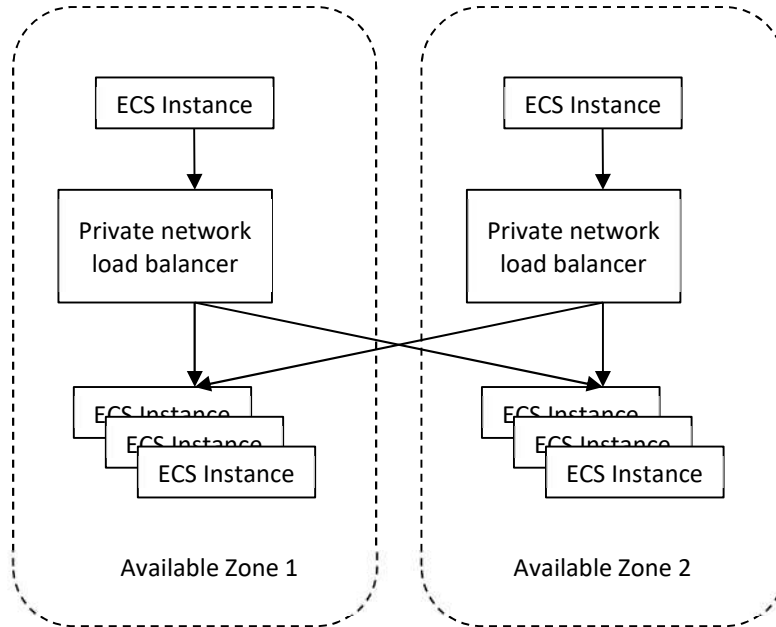 ECS Instance
Private network
load balancer
ECS Instance
ECS Instance
ECS Instance
Available Zone 1
ECS Instance
Private network
load balancer
ECS Instance
ECS Instance
ECS Instance
Available Zone 2